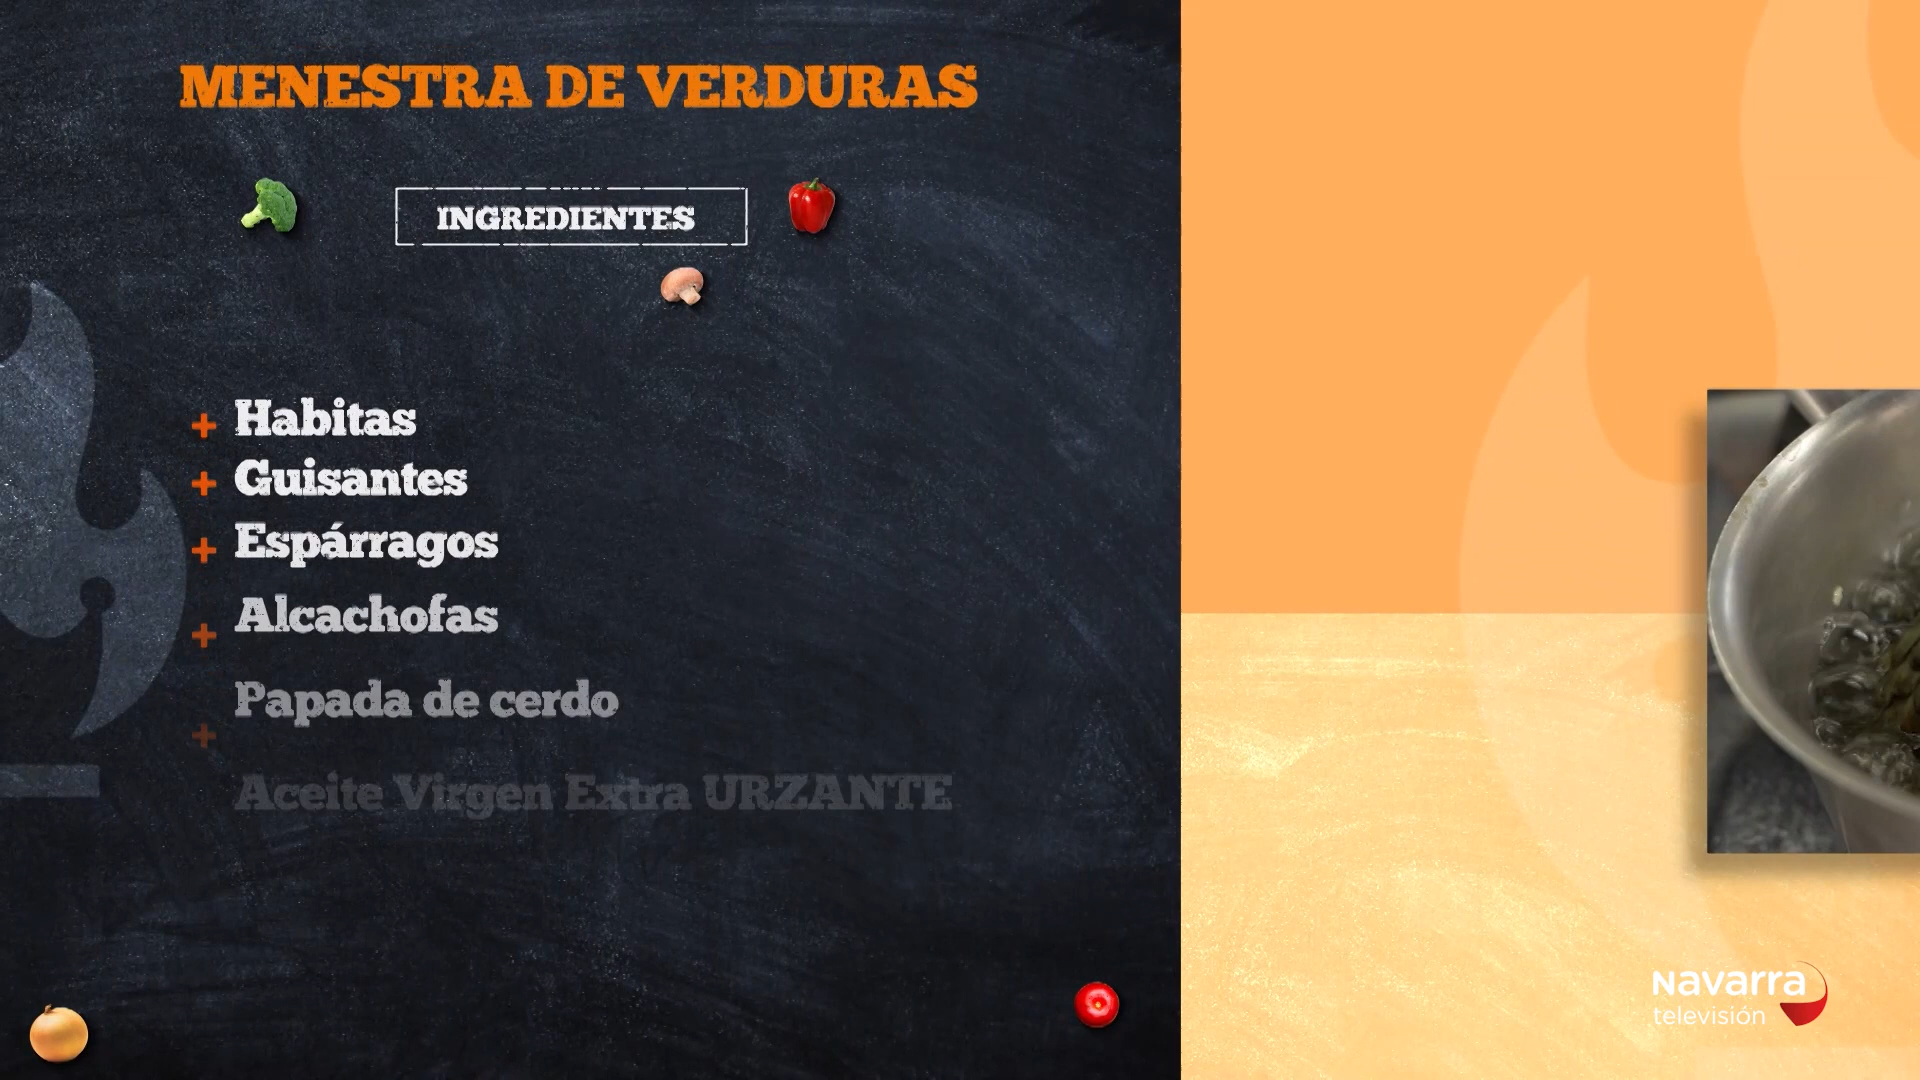 MENESTRA DE VERDURAS
INGREDIENTES
+ Habitas
+ Guisantes
+ Espárragos
+ Alcachofas
+ Papada de cerdo
Aceite Virgen Extra URZANTE
Navarra
televisión